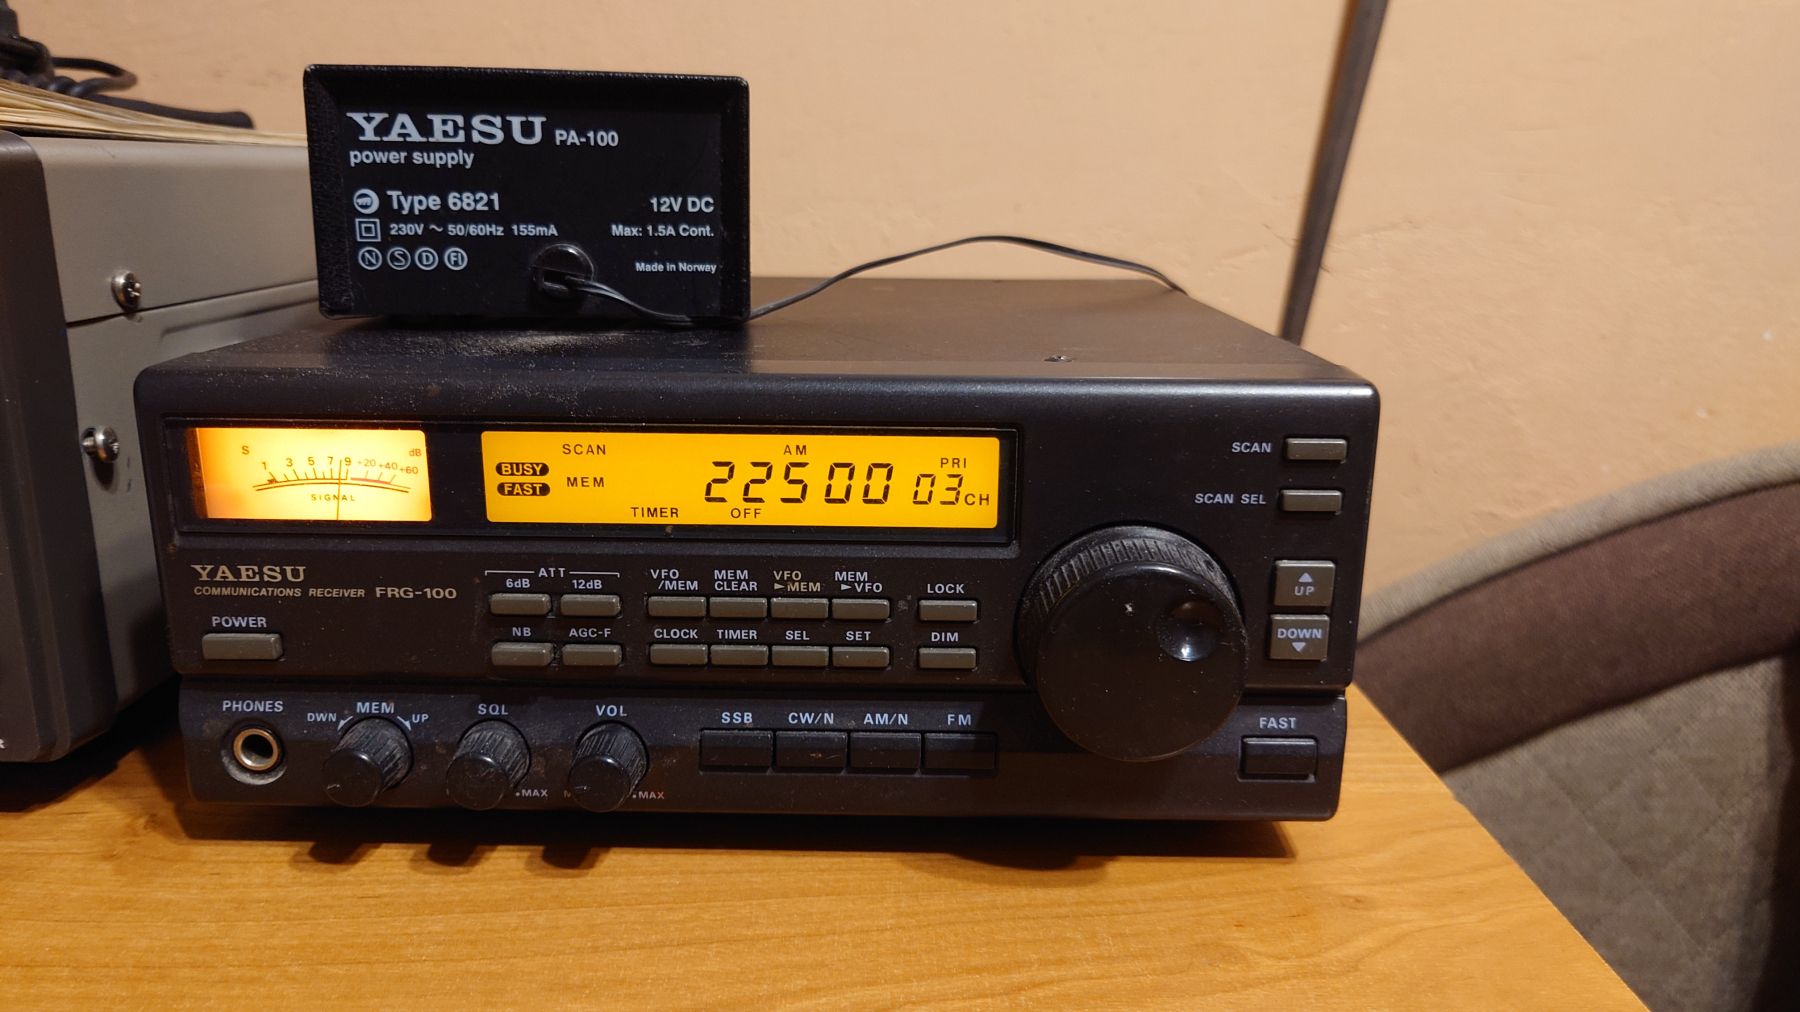 YAESU PA-100
power supply
Type 6821 12V DC
230V ~ 50/60Hz 155mA Max: 1.5A Cont.
N S D FI
Made in Norway
S dB
1 3 5 7 9 +20 +40 +60
SIGNAL
SCAN AM
BUSY PRI
FAST MEM 22500 03CH
TIMER OFF
SCAN
SCAN SEL
YAESU
COMMUNICATIONS RECEIVER FRG-100
POWER
ATT
6dB 12dB
NB AGC-F
VFO /MEM MEM CLEAR VFO ►MEM MEM ►VFO
CLOCK TIMER SEL SET
LOCK
DIM
▲
UP
DOWN
▼
PHONES
DWN MEM UP
SQL
•MAX
VOL
•MAX
SSB CW/N AM/N FM
FAST
R